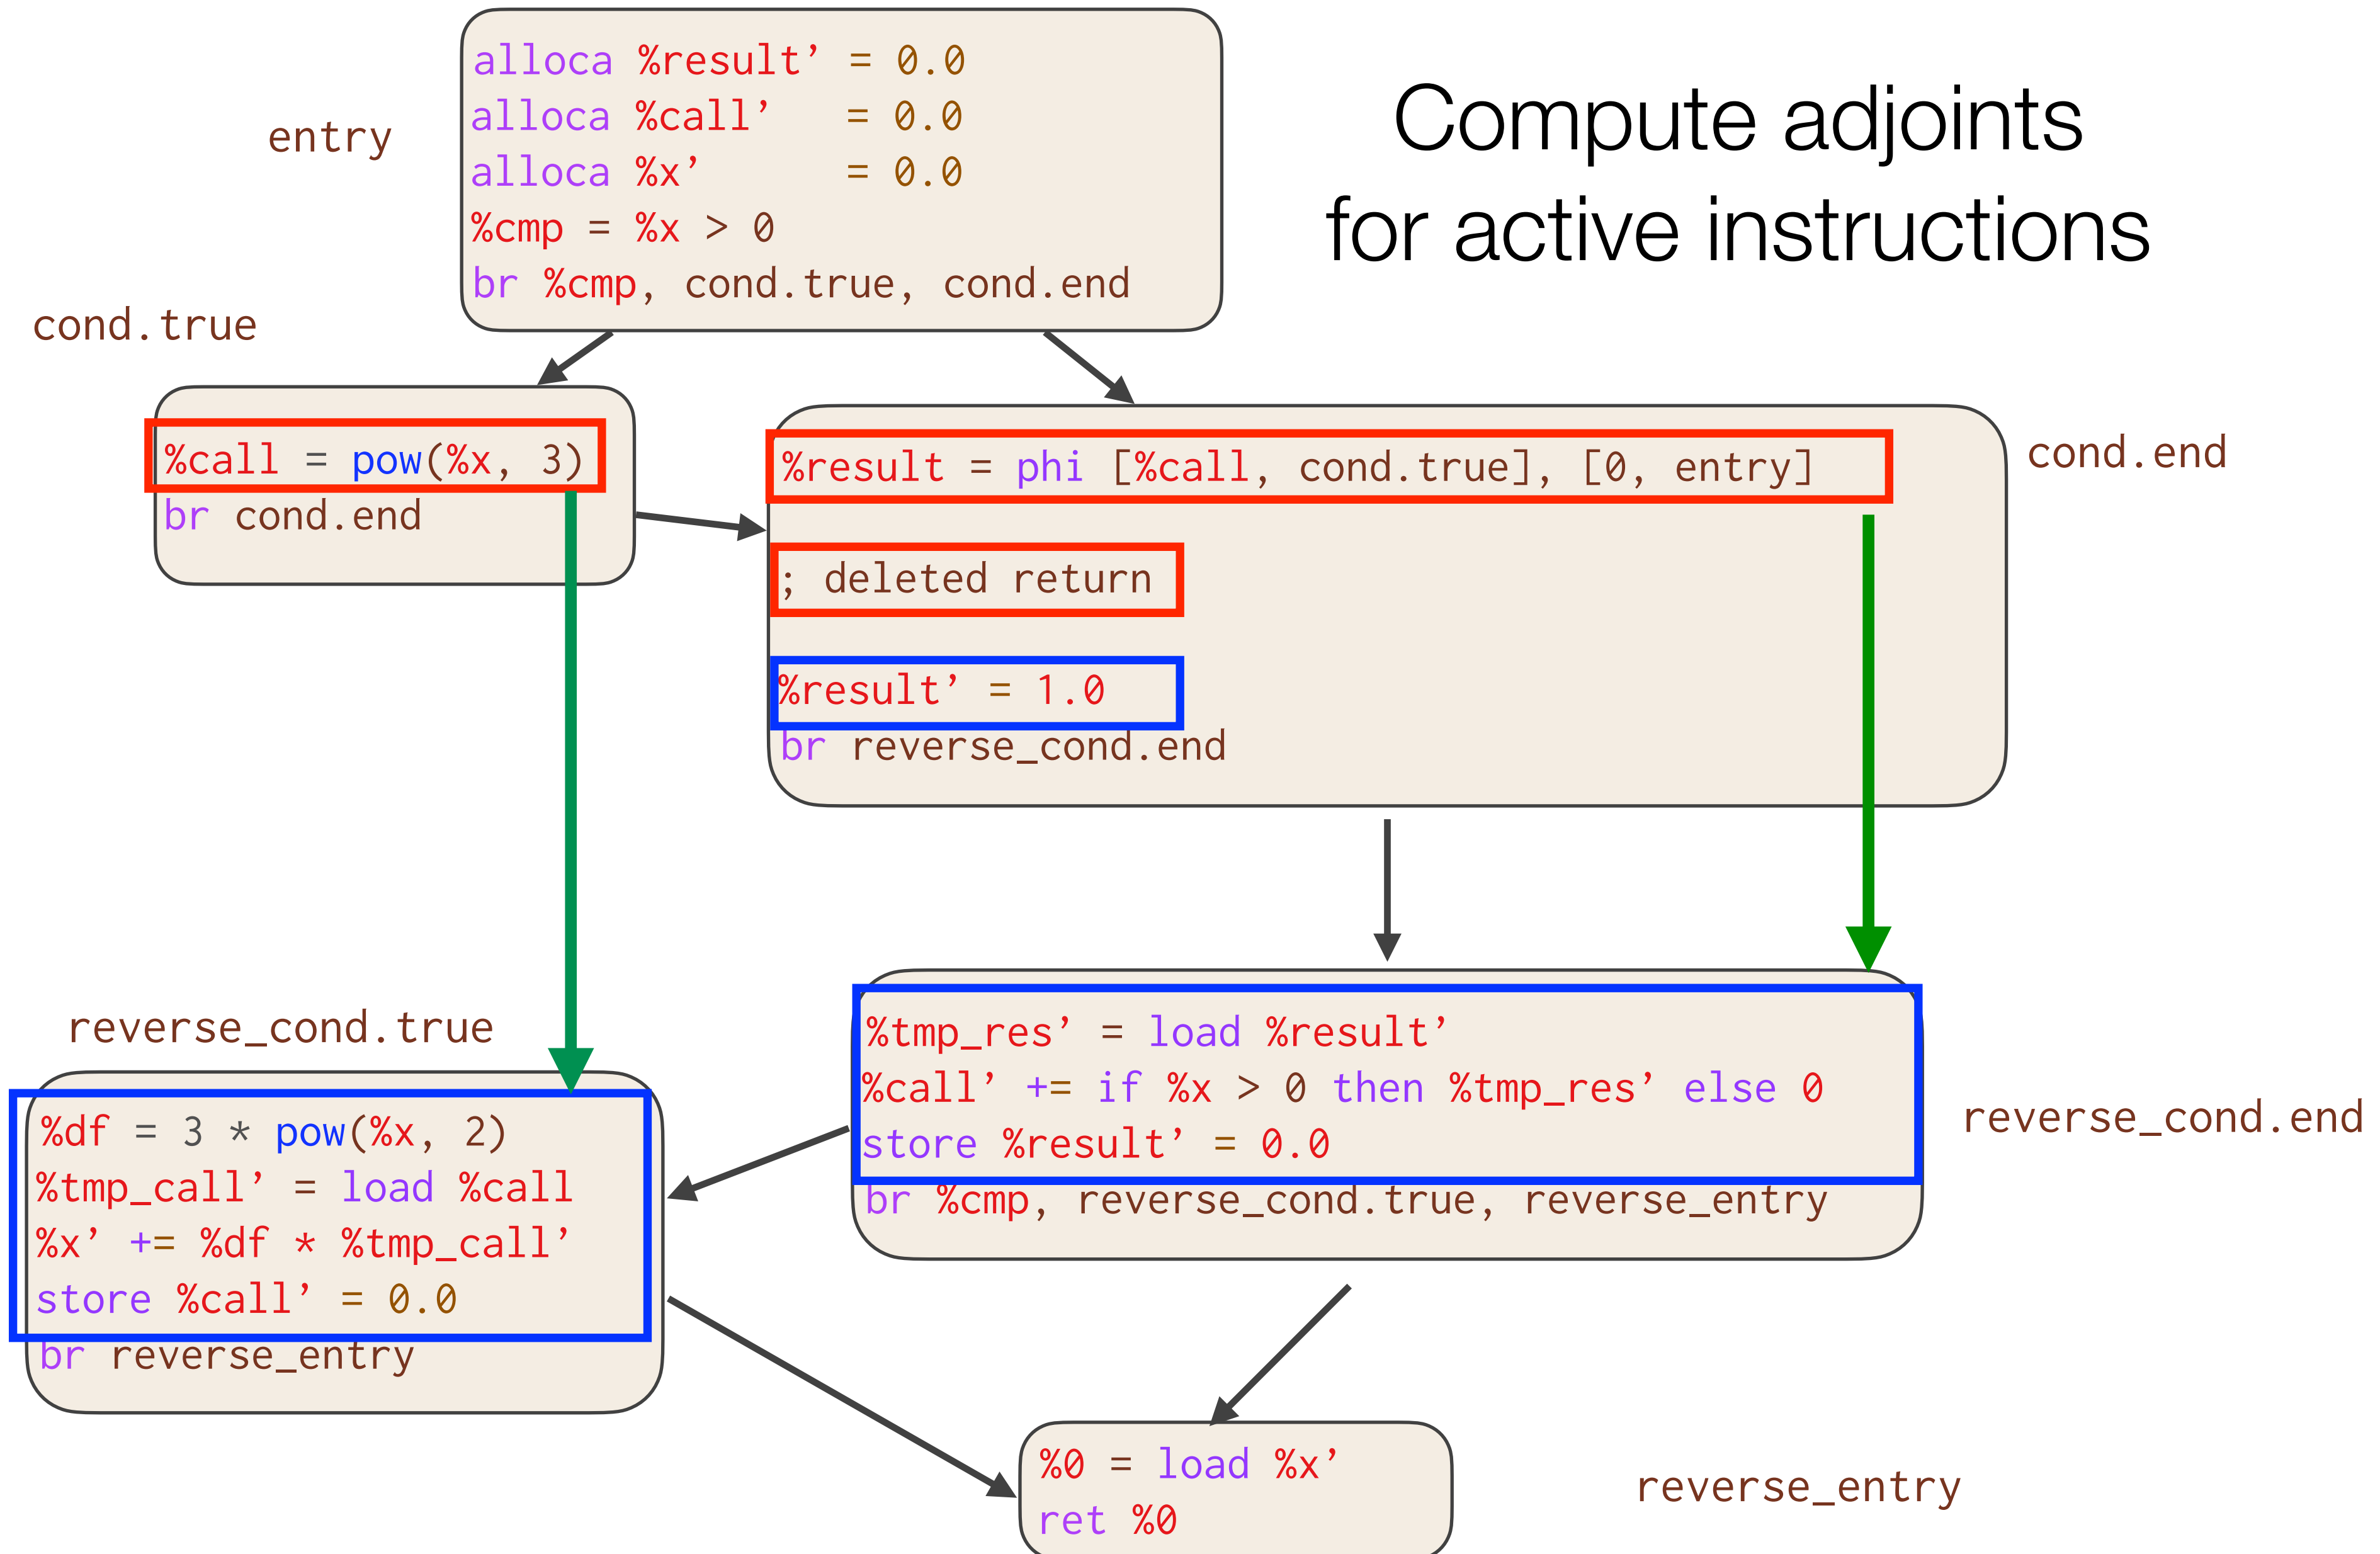 Compute adjoints
for active instructions
entry
alloca %result’ = 0.0
alloca %call’   = 0.0
alloca %x’      = 0.0
%cmp = %x > 0
br %cmp, cond.true, cond.end
cond.true
%call = pow(%x, 3)
br cond.end
cond.end
%result = phi [%call, cond.true], [0, entry]
; deleted return
%result’ = 1.0
br reverse_cond.end
reverse_cond.true
%df = 3 * pow(%x, 2)
%tmp_call’ = load %call
%x’ += %df * %tmp_call’
store %call’ = 0.0
br reverse_entry
reverse_cond.end
%tmp_res’ = load %result’
%call’ += if %x > 0 then %tmp_res’ else 0
store %result’ = 0.0
br %cmp, reverse_cond.true, reverse_entry
reverse_entry
%0 = load %x’
ret %0